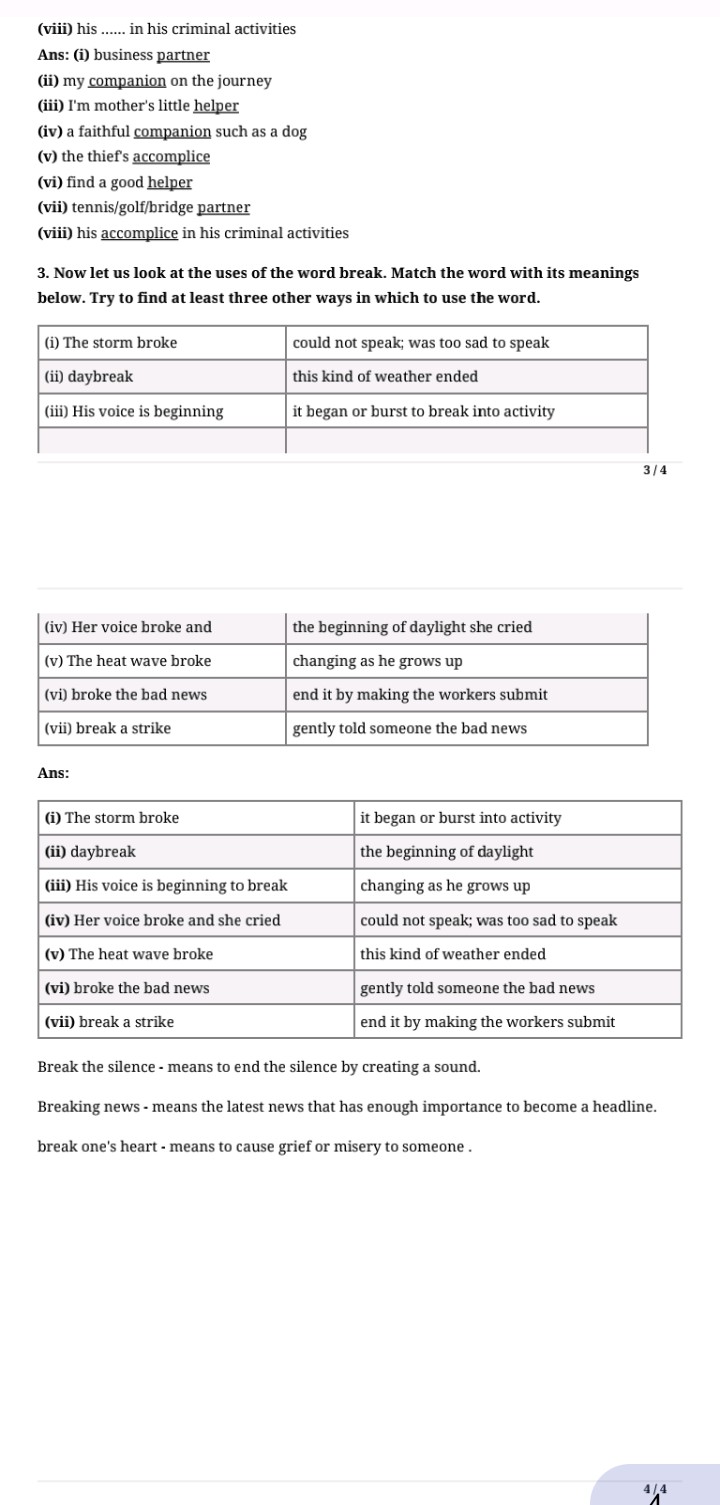 (viii) his ...... in his criminal activities
Ans: (i) business partner
(ii) my companion on the journey
(iii) I'm mother's little helper
(iv) a faithful companion such as a dog
(v) the thief's accomplice
(vi) find a good helper
(vii) tennis/golf/bridge partner
(viii) his accomplice in his criminal activities
3. Now let us look at the uses of the word break. Match the word with its meanings
below. Try to find at least three other ways in which to use the word.
(i) The storm broke could not speak; was too sad to speak
(ii) daybreak this kind of weather ended
(iii) His voice is beginning it began or burst to break into activity
3 / 4
(iv) Her voice broke and the beginning of daylight she cried
(v) The heat wave broke changing as he grows up
(vi) broke the bad news end it by making the workers submit
(vii) break a strike gently told someone the bad news
Ans:
(i) The storm broke it began or burst into activity
(ii) daybreak the beginning of daylight
(iii) His voice is beginning to break changing as he grows up
(iv) Her voice broke and she cried could not speak; was too sad to speak
(v) The heat wave broke this kind of weather ended
(vi) broke the bad news gently told someone the bad news
(vii) break a strike end it by making the workers submit
Break the silence - means to end the silence by creating a sound.
Breaking news - means the latest news that has enough importance to become a headline.
break one's heart - means to cause grief or misery to someone .
4 / 4